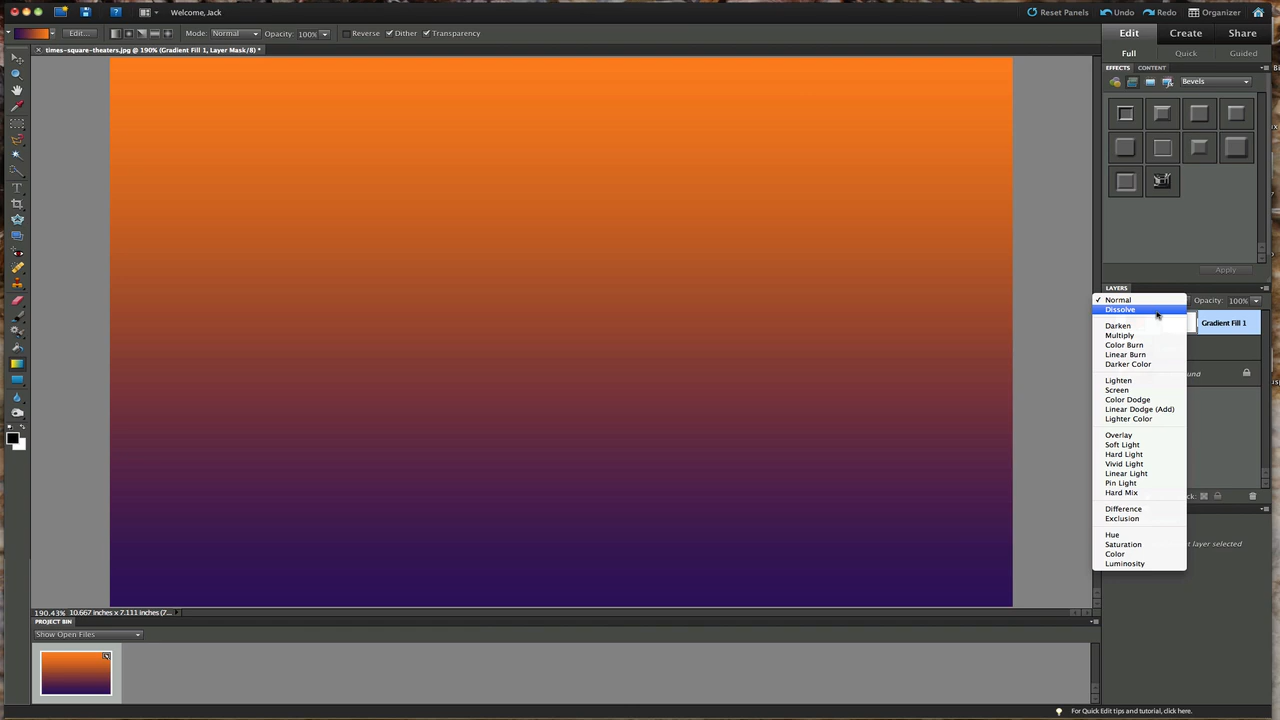 Welcome, Jack
Reset Panels
Undo
Redo
Organizer
Edit...
Mode: Normal
Opacity: 100%
Reverse
Dither
Transparency
Edit
Create
Share
times-square-theaters.jpg @ 190% (Gradient Fill 1, Layer Mask/8) *
Full
Quick
Guided
EFFECTS
CONTENT
Bevels
Apply
LAYERS
Normal
Opacity: 100%
Dissolve
Gradient Fill 1
Darken
Multiply
Color Burn
Linear Burn
Darker Color
Lighten
Screen
Color Dodge
Linear Dodge (Add)
Lighter Color
Overlay
Soft Light
Hard Light
Vivid Light
Linear Light
Pin Light
Hard Mix
Difference
Exclusion
Hue
Saturation
layer selected
Color
Luminosity
190.43%
10.667 inches x 7.111 inches (7...
PROJECT BIN
Show Open Files
For Quick Edit tips and tutorial, click here.